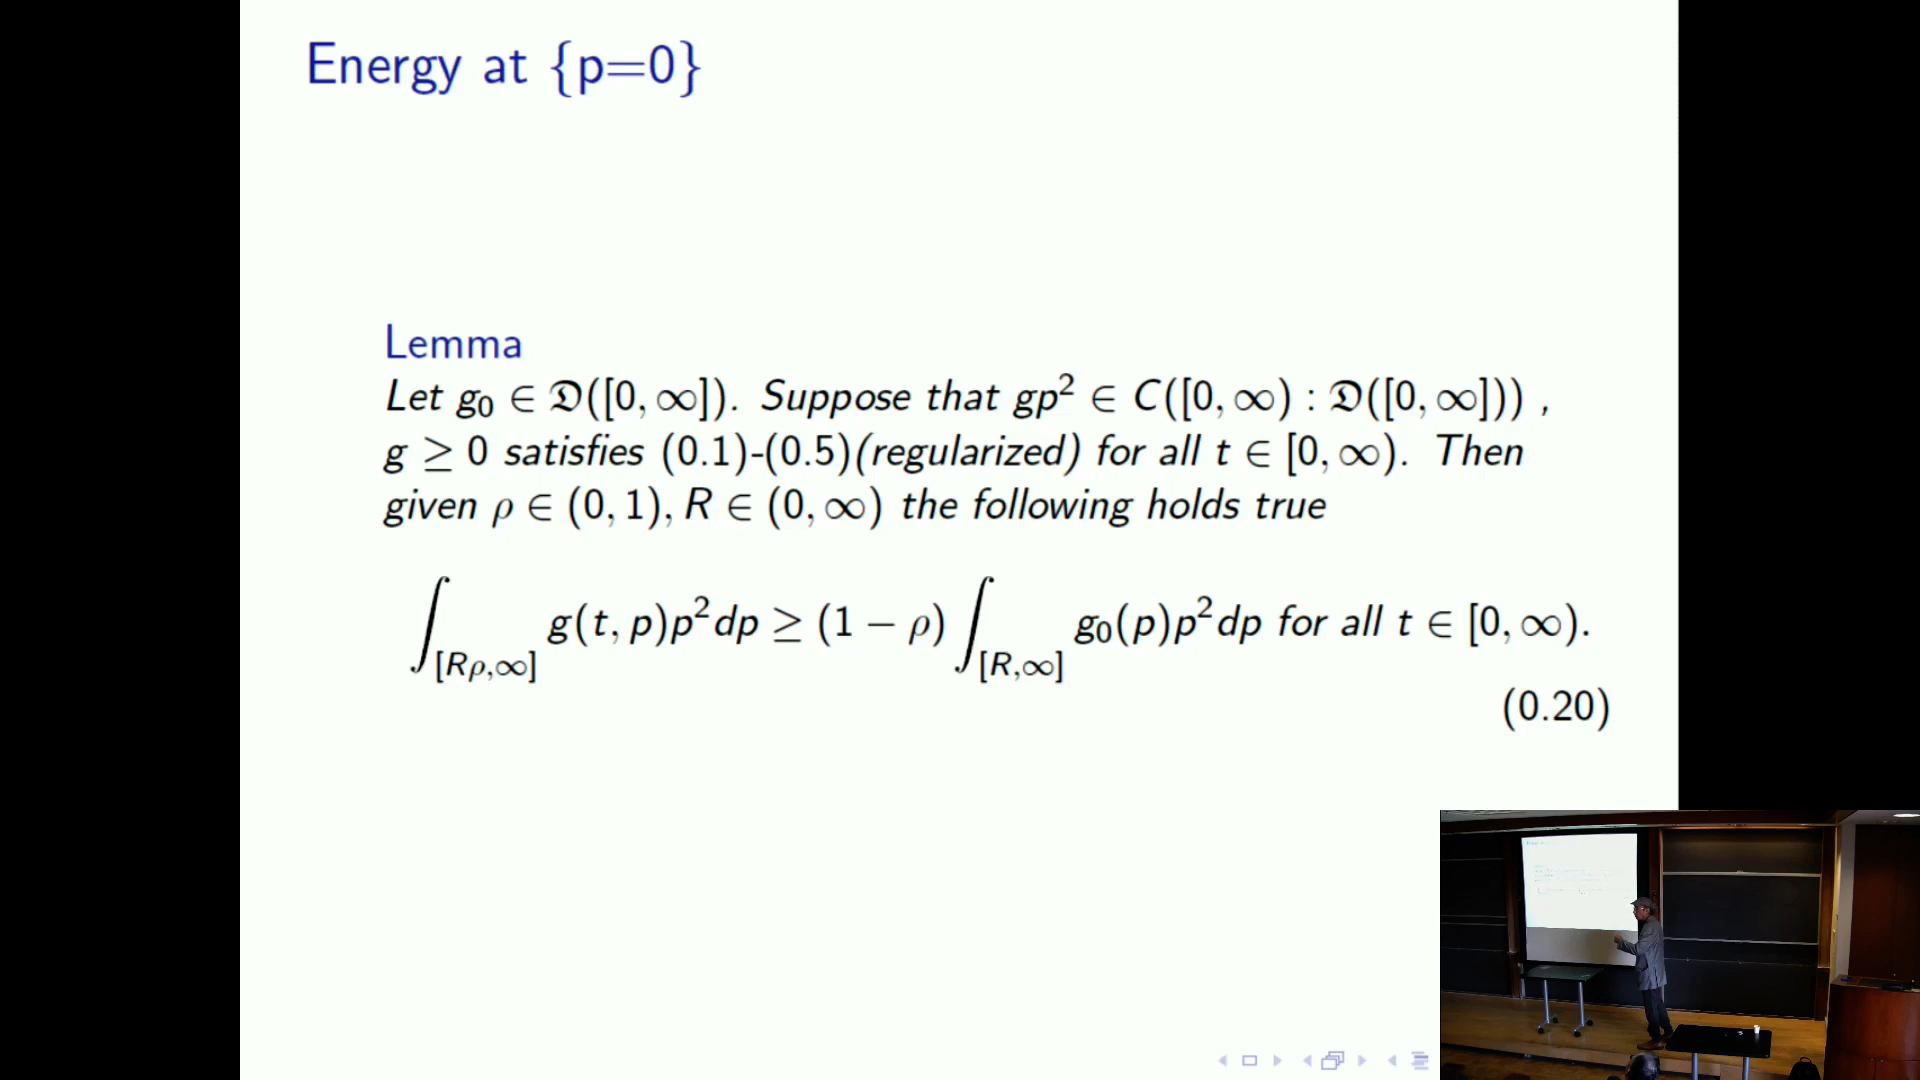 Energy at {p=0}
Lemma
Let g₀ ∈ 𝔇([0, ∞]). Suppose that gp² ∈ C([0, ∞) : 𝔇([0, ∞])) ,
g ≥ 0 satisfies (0.1)-(0.5)(regularized) for all t ∈ [0, ∞). Then
given ρ ∈ (0, 1), R ∈ (0, ∞) the following holds true
∫_[Rρ,∞] g(t, p)p²dp ≥ (1 − ρ) ∫_[R,∞] g₀(p)p²dp for all t ∈ [0, ∞).
(0.20)